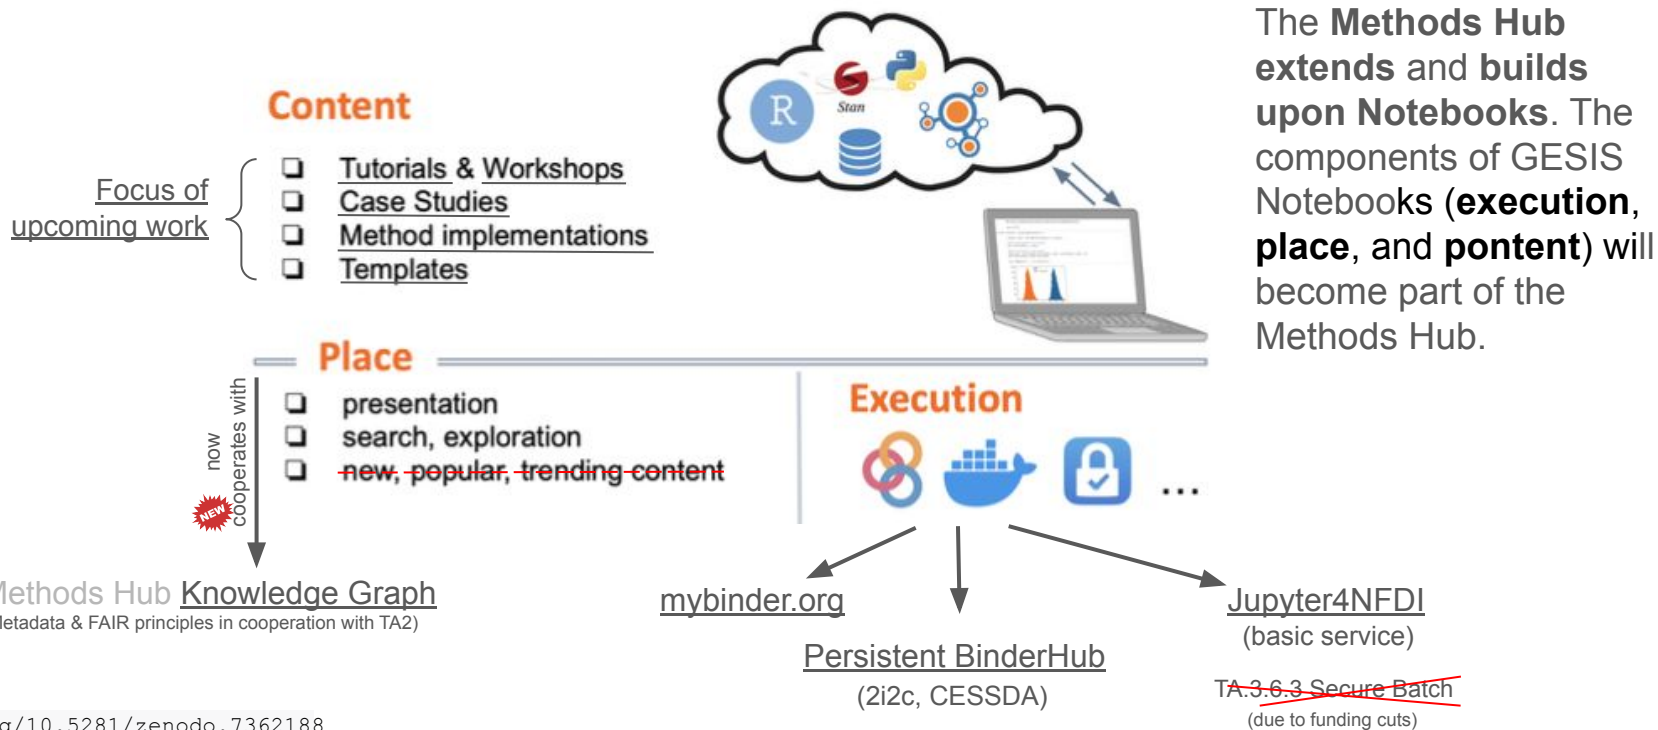 The Methods Hub
extends and builds
upon Notebooks. The
components of GESIS
Notebooks (execution,
place, and pontent) will
become part of the
Methods Hub.
R
Stan
Content
Tutorials & Workshops
Case Studies
Method implementations
Templates
Focus of
upcoming work
Place
presentation
search, exploration
new, popular, trending content
now
cooperates with
NEW
Execution
...
Methods Hub Knowledge Graph
Metadata & FAIR principles in cooperation with TA2)
mybinder.org
Persistent BinderHub
(2i2c, CESSDA)
Jupyter4NFDI
(basic service)
TA.3.6.3 Secure Batch
(due to funding cuts)
g/10.5281/zenodo.7362188